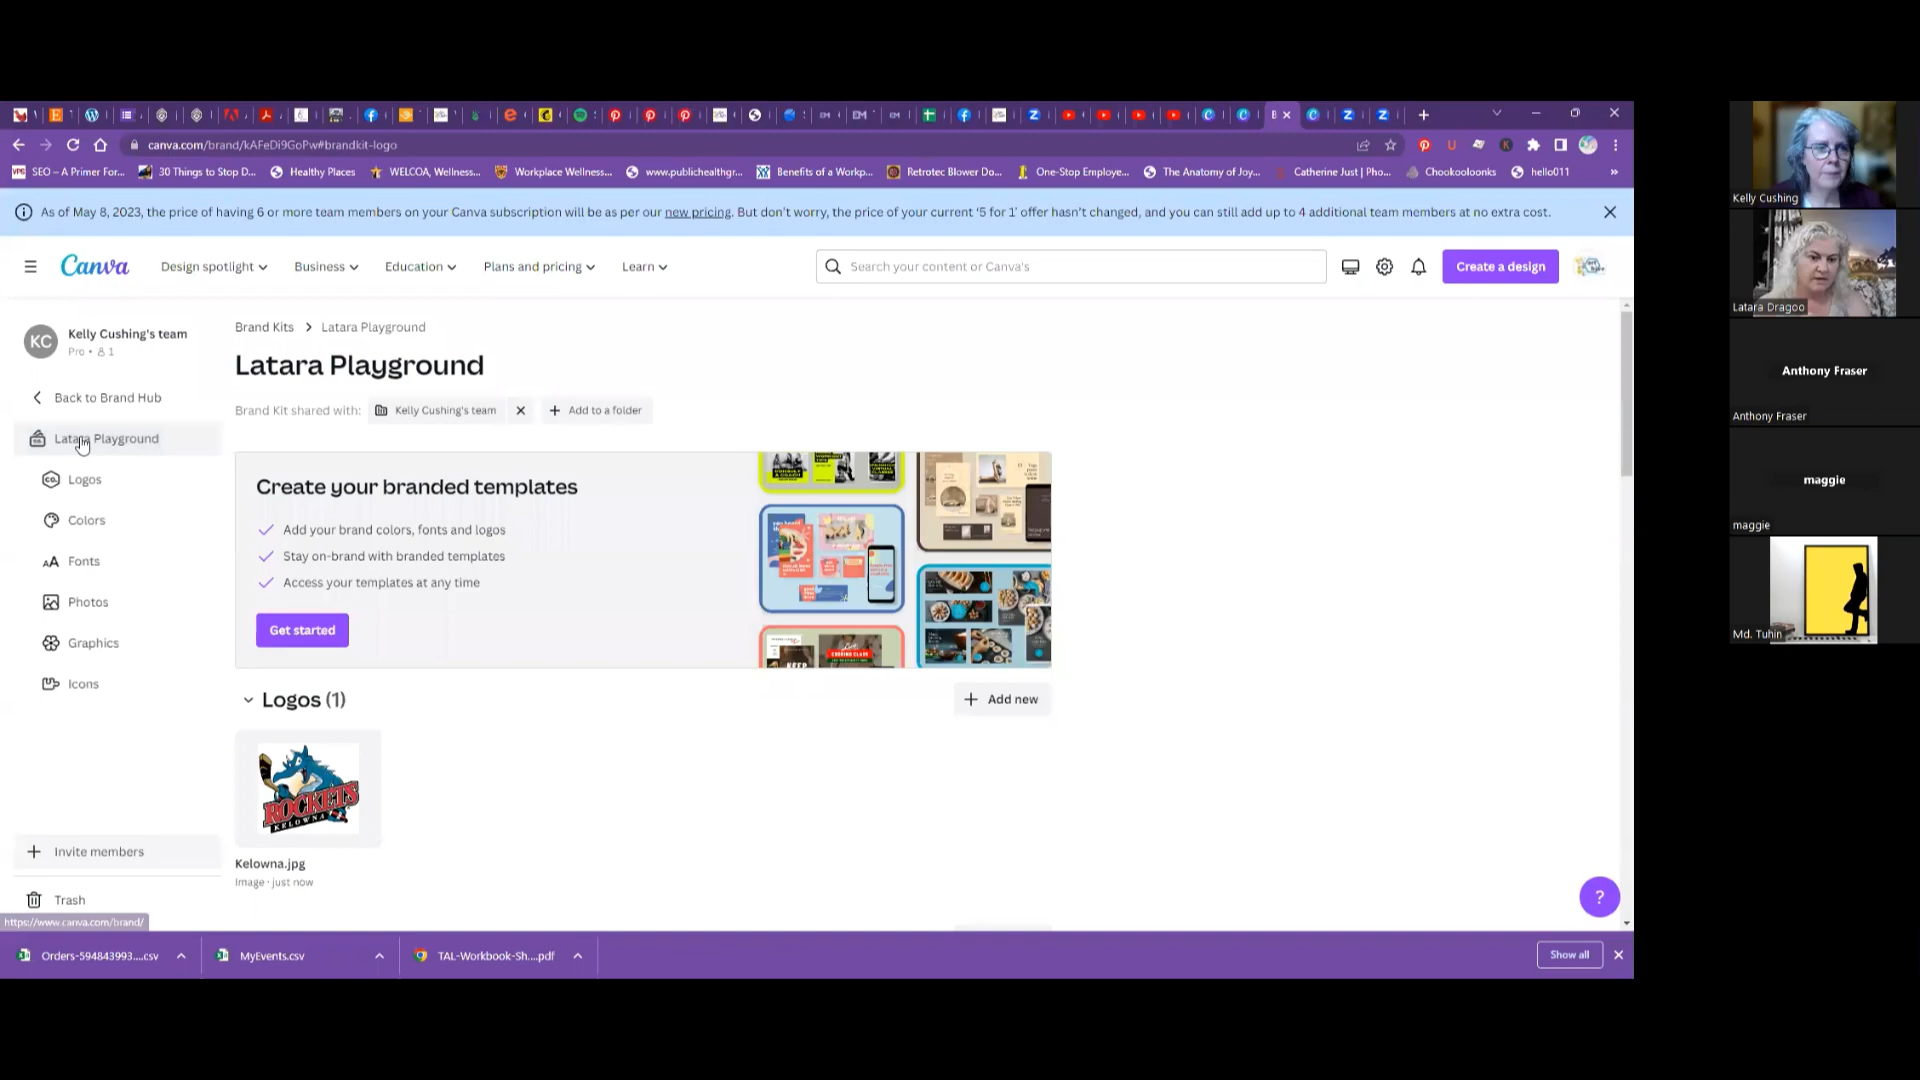 canva.com/brand/kAFeDi9GoPw#brandkit-logo
SEO – A Primer For...
30 Things to Stop D...
Healthy Places
WELCOA, Wellness...
Workplace Wellness...
www.publichealthgr...
Benefits of a Workp...
Retrotec Blower Do...
One-Stop Employe...
The Anatomy of Joy...
Catherine Just | Pho...
Chookooloonks
hello011
»
As of May 8, 2023, the price of having 6 or more team members on your Canva subscription will be as per our new pricing. But don't worry, the price of your current '5 for 1' offer hasn't changed, and you can still add up to 4 additional team members at no extra cost.
Canva
Design spotlight
Business
Education
Plans and pricing
Learn
Search your content or Canva's
Create a design
KC
Kelly Cushing's team
Pro • 1
Back to Brand Hub
Latara Playground
Logos
Colors
Fonts
Photos
Graphics
Icons
Invite members
Trash
https://www.canva.com/brand/
Brand Kits > Latara Playground
Latara Playground
Brand Kit shared with:
Kelly Cushing's team
Add to a folder
Create your branded templates
Add your brand colors, fonts and logos
Stay on-brand with branded templates
Access your templates at any time
Get started
Logos (1)
Add new
ROCKETS
KELOWNA
Kelowna.jpg
Image · just now
?
Orders-594843993....csv
MyEvents.csv
TAL-Workbook-Sh....pdf
Show all
Kelly Cushing
Latara Dragoo
Anthony Fraser
Anthony Fraser
maggie
maggie
Md. Tuhin